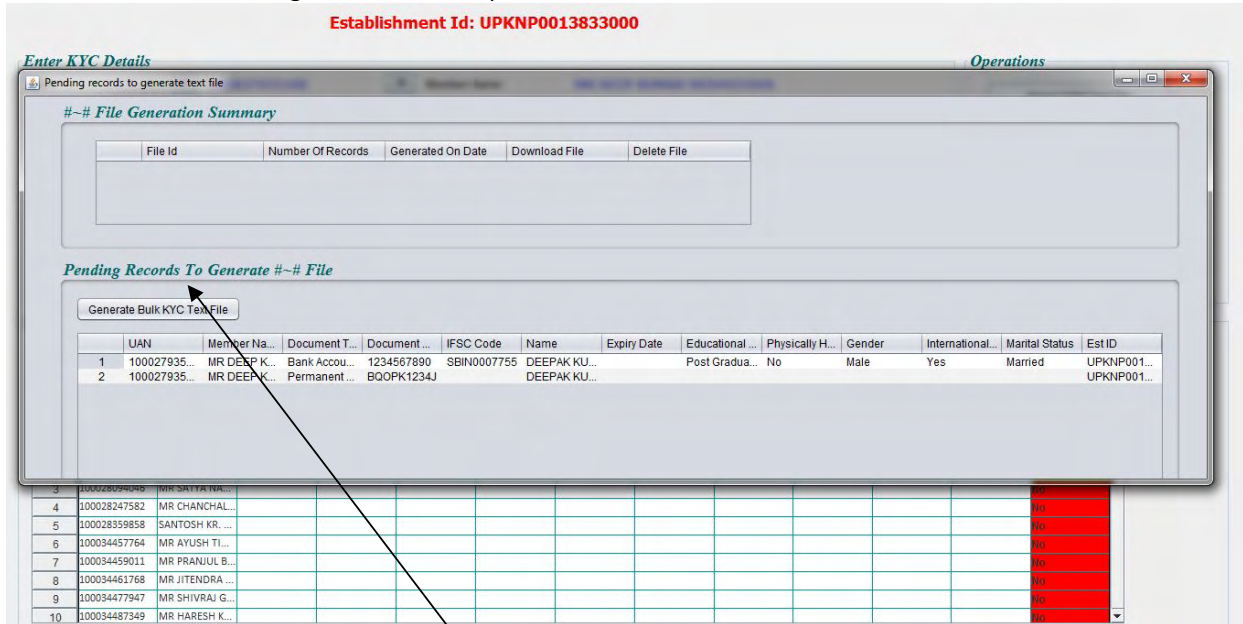 Establishment Id: UPKNP0013833000
Enter KYC Details Operations
Pending records to generate text file
#~# File Generation Summary
File Id Number Of Records Generated On Date Download File Delete File
Pending Records To Generate #~# File
Generate Bulk KYC Text File
UAN Member Na... Document T... Document ... IFSC Code Name Expiry Date Educational ... Physically H... Gender International... Marital Status Est ID
1 100027935... MR DEEP K... Bank Accou... 1234567890 SBIN0007755 DEEPAK KU... Post Gradua... No Male Yes Married UPKNP001...
2 100027935... MR DEEP K... Permanent ... BQOPK1234J DEEPAK KU... UPKNP001...
3 100028094046 MR SATYA NA... No
4 100028247582 MR CHANCHAL... No
5 100028359858 SANTOSH KR. ... No
6 100034457764 MR AYUSH TI... No
7 100034459011 MR PRANJUL B... No
8 100034461768 MR JITENDRA ... No
9 100034477947 MR SHIVRAJ G... No
10 100034487349 MR HARESH K... No